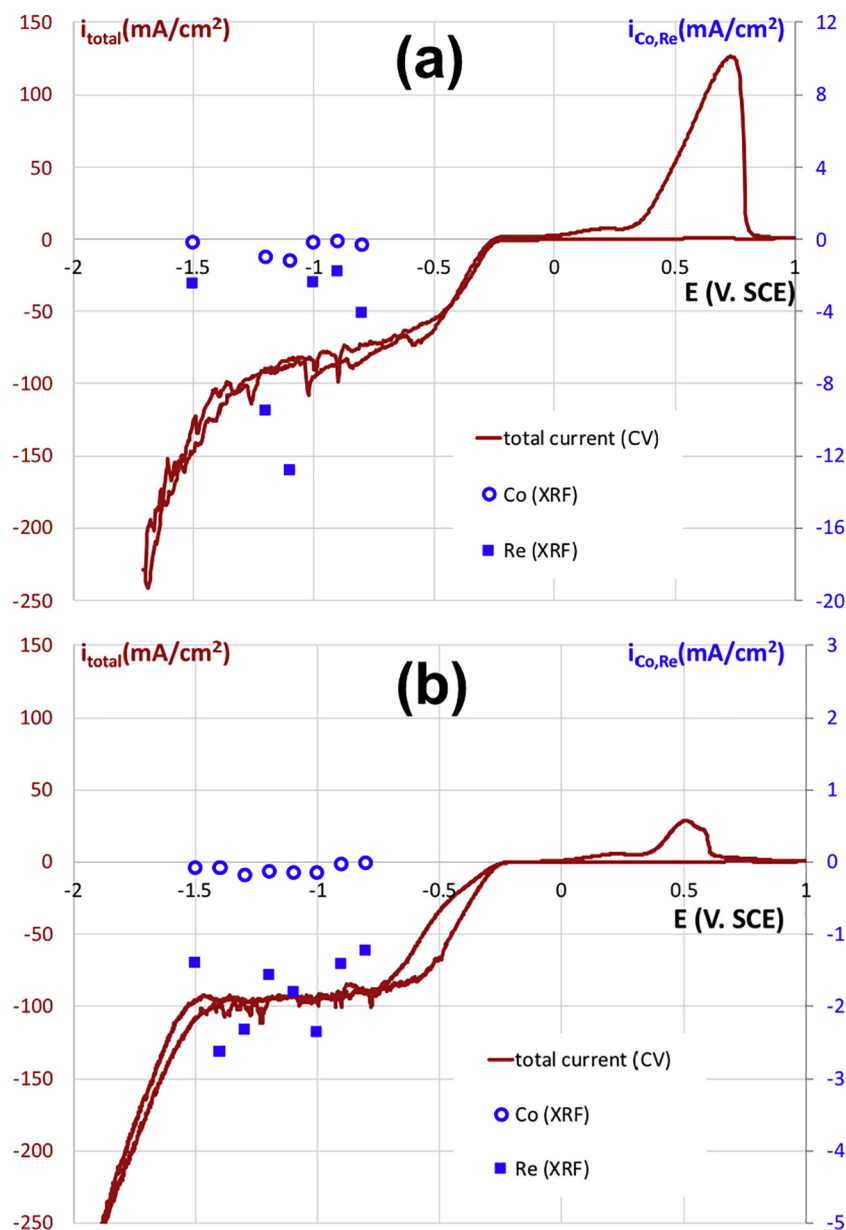 i_total(mA/cm²) (a) i_Co,Re(mA/cm²)
150 12
100 8
50 4
0 0
-2 -1.5 -1 -0.5 0 0.5 1
-50 E (V. SCE) -4
-100 -8
total current (CV)
-150 -12
Co (XRF)
-200 -16
Re (XRF)
-250 -20
i_total(mA/cm²) (b) i_Co,Re(mA/cm²)
150 3
100 2
50 1
0 0
-2 -1.5 -1 -0.5 0 0.5 1
-50 E (V. SCE) -1
-100 -2
total current (CV)
-150 -3
Co (XRF)
-200 -4
Re (XRF)
-250 -5